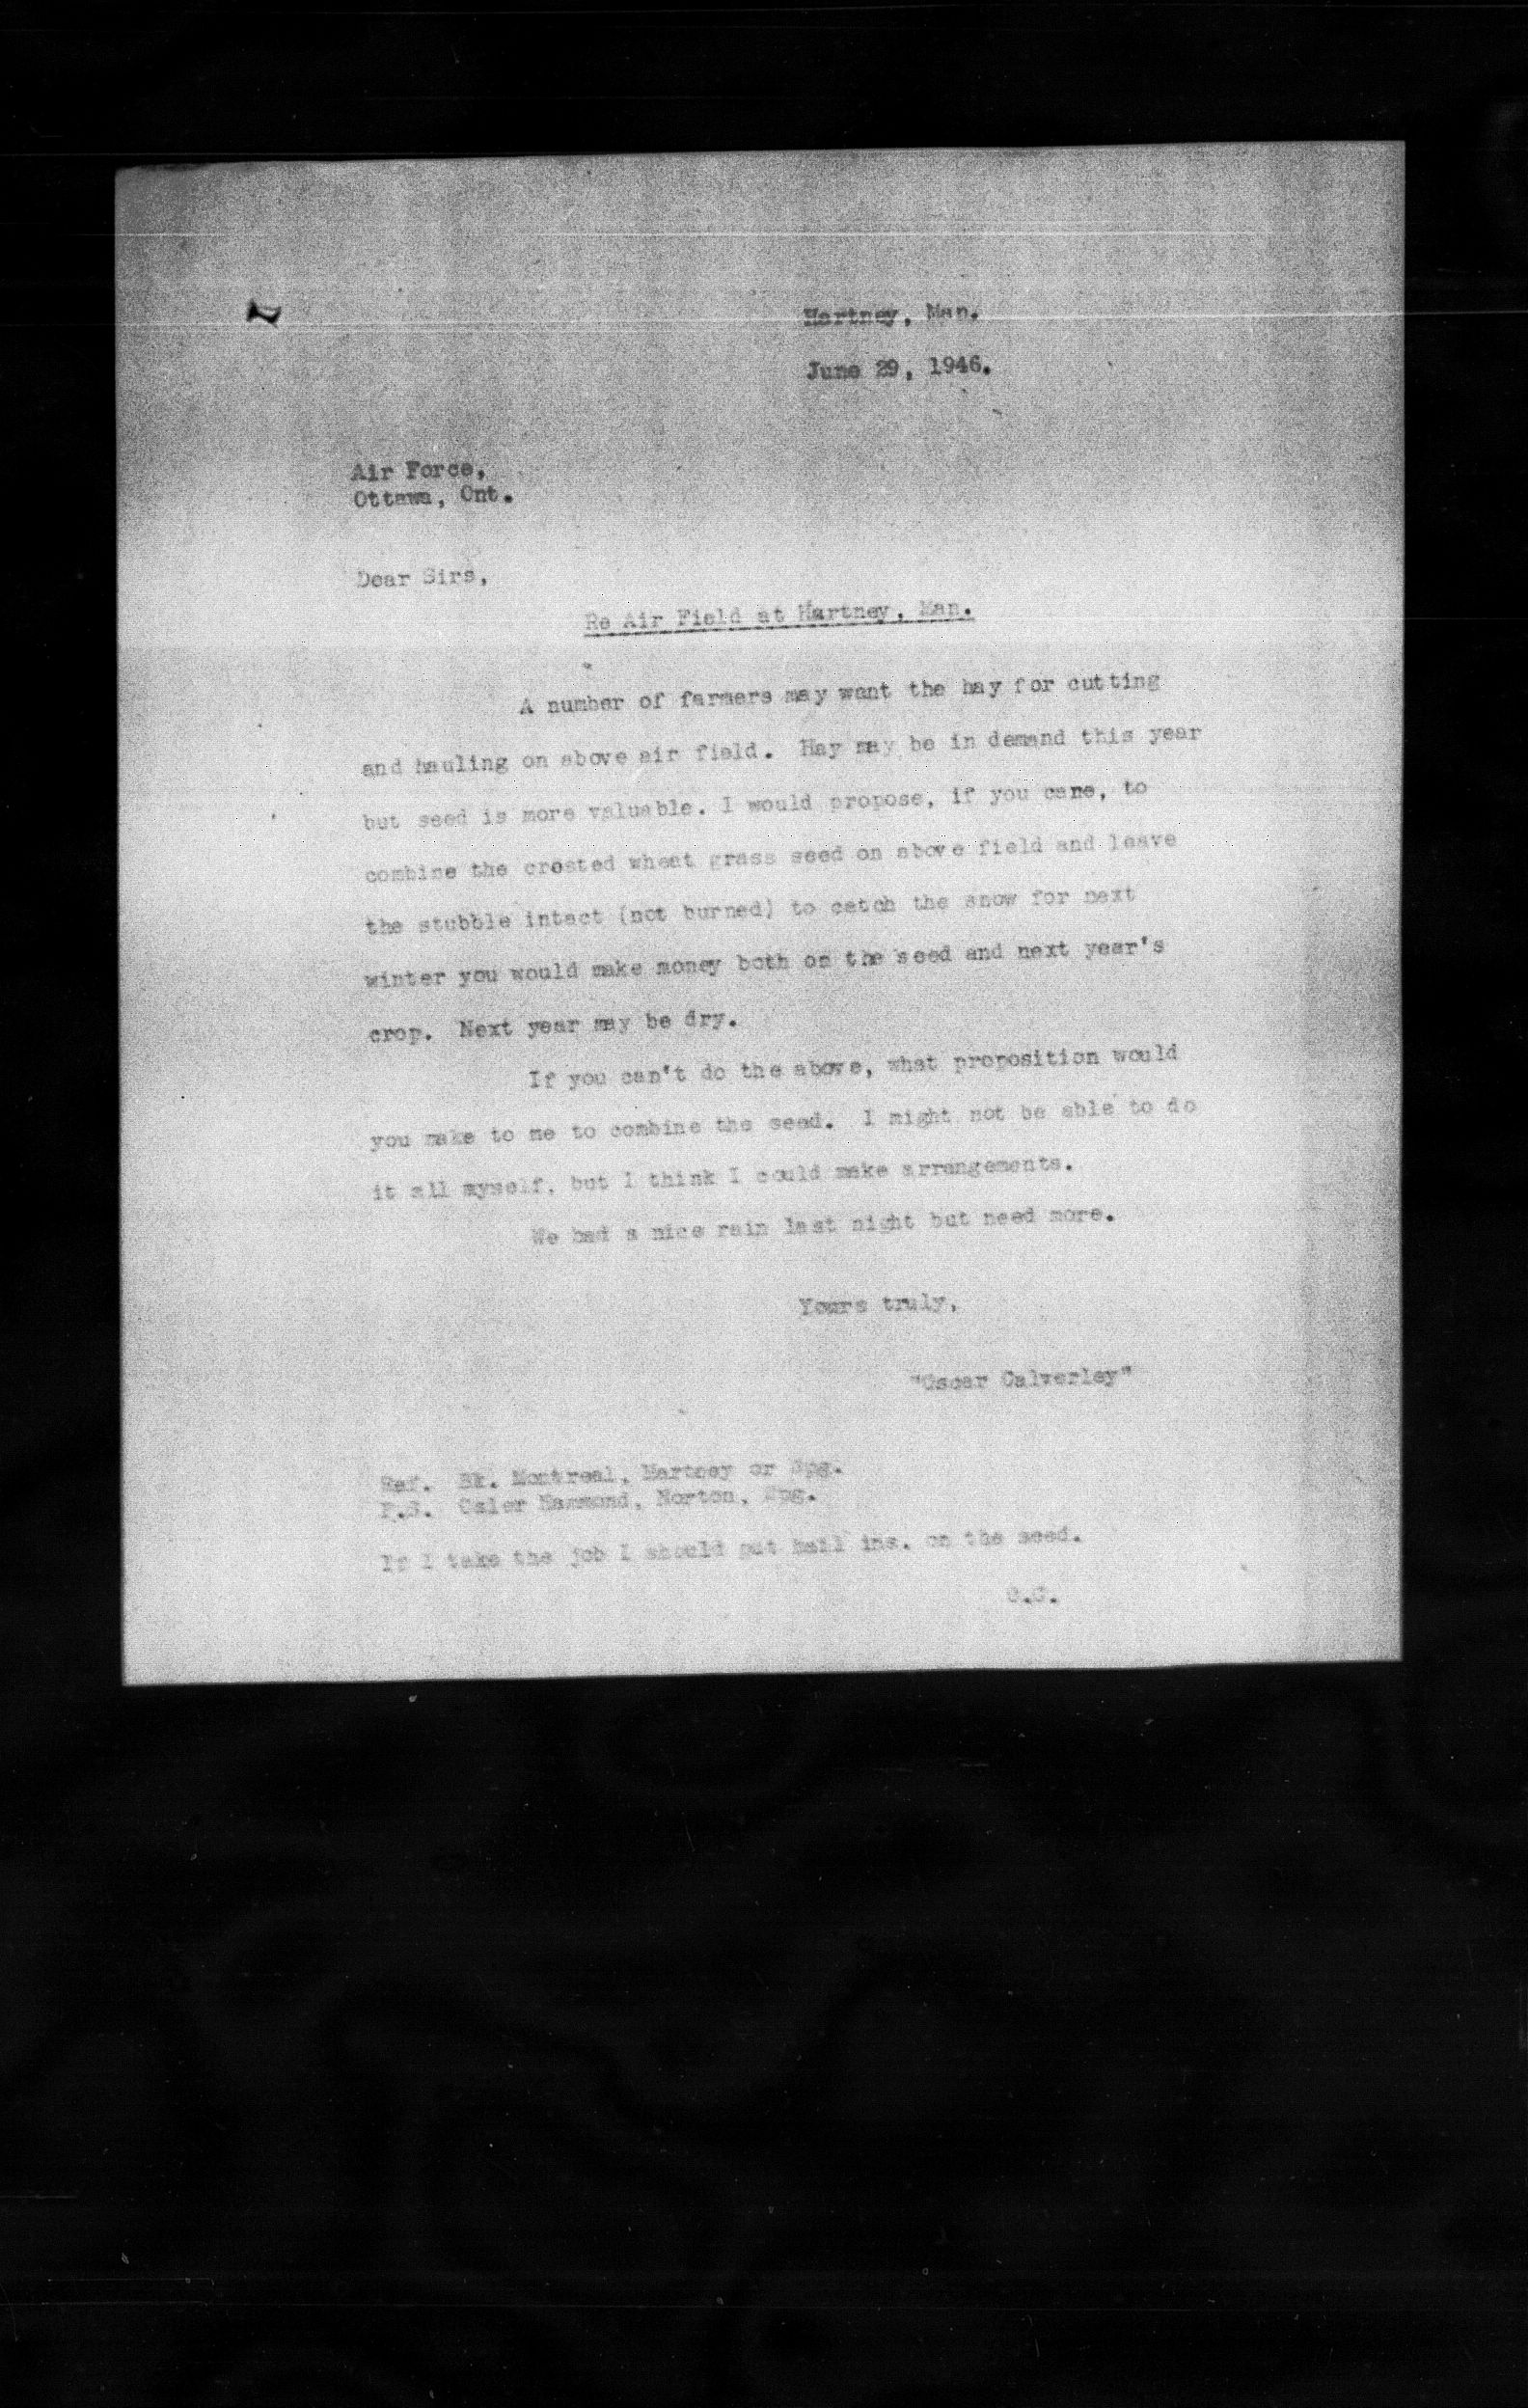 Hartney, Man.
June 29, 1946.
Air Force,
Ottawa, Ont.
Dear Sirs,
Re Air Field at Hartney, Man.
A number of farmers may want the hay for cutting
and hauling on above air field. Hay may be in demand this year
but seed is more valuable. I would propose, if you care, to
combine the crested wheat grass seed on above field and leave
the stubble intact (not burned) to catch the snow for next
winter you would make money both on the seed and next year's
crop. Next year may be dry.
If you can't do the above, what proposition would
you make to me to combine the seed. I might not be able to do
it all myself, but I think I could make arrangements.
We had a nice rain last night but need more.
Yours truly,
"Oscar Calverley"
Ref. Bk. Montreal, Hartney or Wpg.
P.S. Osler Hammond, Norton, Wpg.
If I take the job I should put hail ins. on the seed.
O.C.